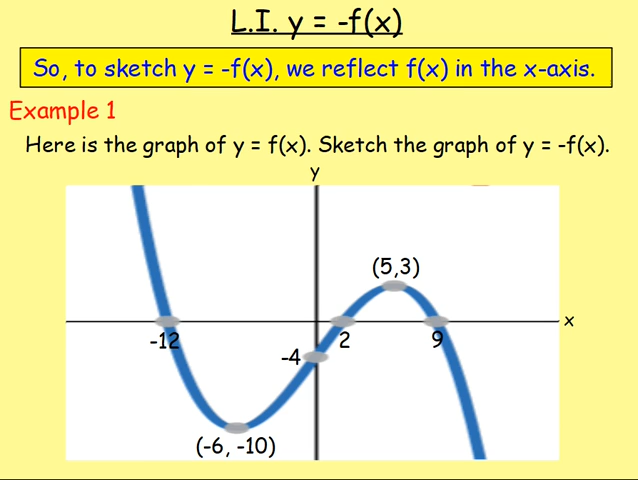 L.I. y = -f(x)
So, to sketch y = -f(x), we reflect f(x) in the x-axis.
Example 1
Here is the graph of y = f(x). Sketch the graph of y = -f(x).
y
(5,3)
x
-12
2
9
-4
(-6, -10)